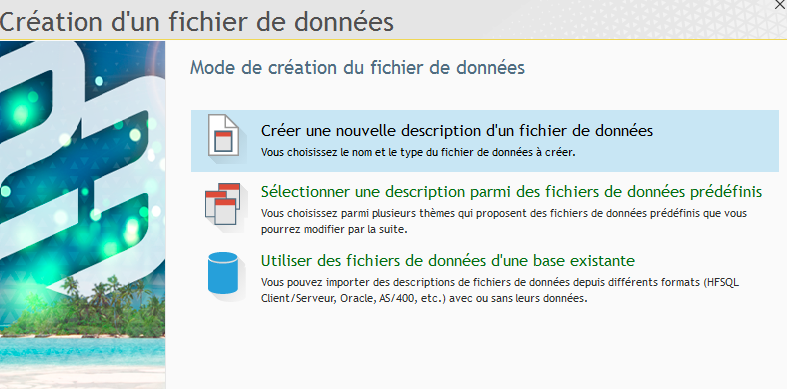 Création d'un fichier de données
Mode de création du fichier de données
Créer une nouvelle description d'un fichier de données
Vous choisissez le nom et le type du fichier de données à créer.
Sélectionner une description parmi des fichiers de données prédéfinis
Vous choisissez parmi plusieurs thèmes qui proposent des fichiers de données prédéfinis que vous
pourrez modifier par la suite.
Utiliser des fichiers de données d'une base existante
Vous pouvez importer des descriptions de fichiers de données depuis différents formats (HFSQL
Client/Serveur, Oracle, AS/400, etc.) avec ou sans leurs données.